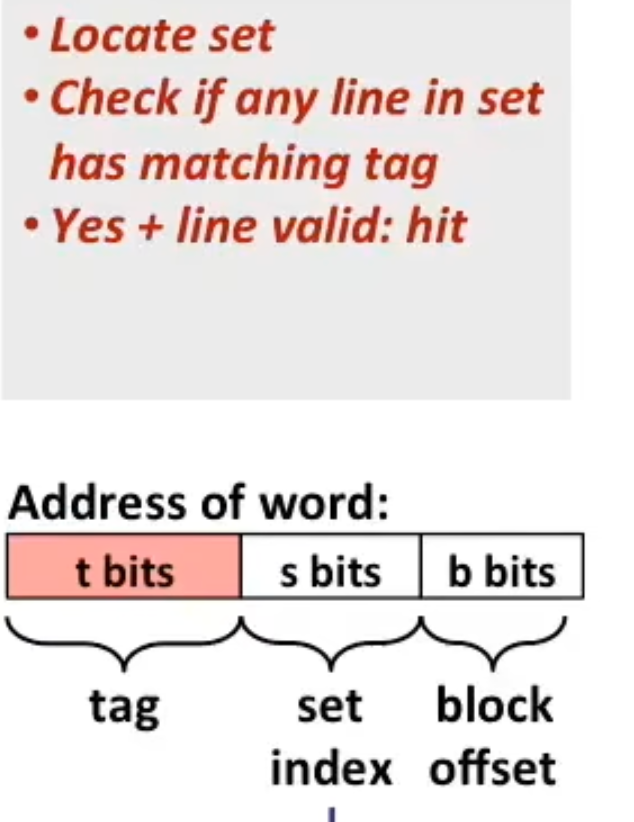 • Locate set
• Check if any line in set
has matching tag
• Yes + line valid: hit
Address of word:
t bits s bits b bits
tag set block
index offset